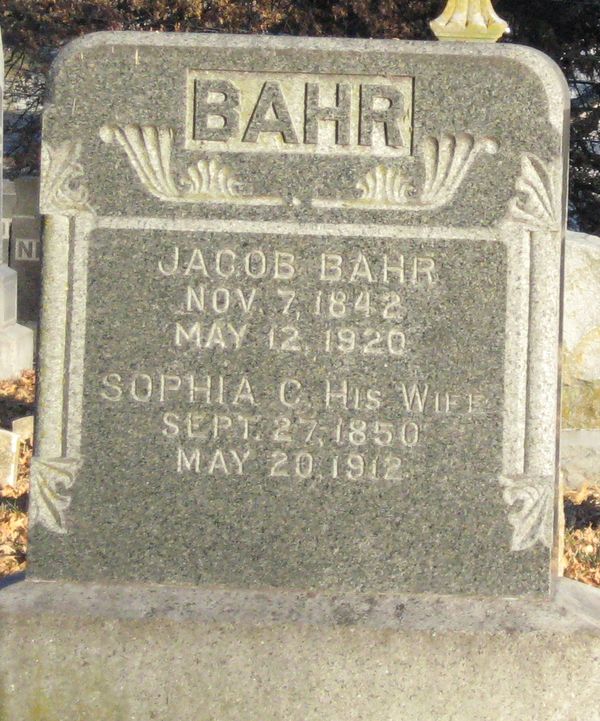 BAHR
JACOB BAHR
NOV. 7, 1842
MAY 12, 1920
SOPHIA C. HIS WIFE
SEPT. 27, 1850
MAY 20, 1912